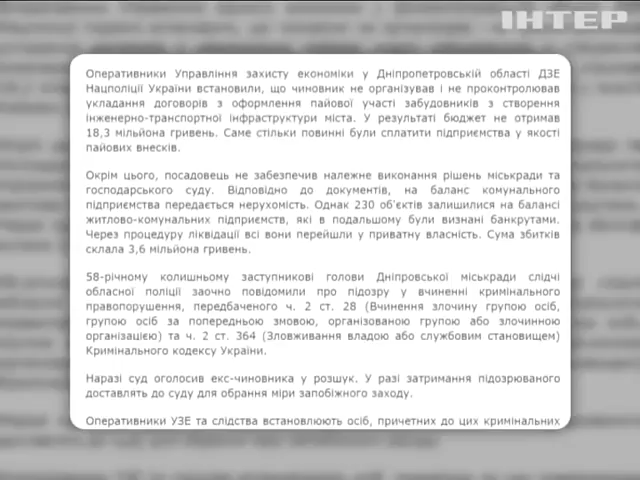 ІНТЕР
Оперативники Управління захисту економіки у Дніпропетровській області ДЗЕ
Нацполіції України встановили, що чиновник не організував і не проконтролював
укладання договорів з оформлення пайової участі забудовників з створення
інженерно-транспортної інфраструктури міста. У результаті бюджет не отримав
18,3 мільйона гривень. Саме стільки повинні були сплатити підприємства у якості
пайових внесків.
Окрім цього, посадовець не забезпечив належне виконання рішень міськради та
господарського суду. Відповідно до документів, на баланс комунального
підприємства передається нерухомість. Однак 230 об'єктів залишилися на балансі
житлово-комунальних підприємств, які в подальшому були визнані банкрутами.
Через процедуру ліквідації всі вони перейшли у приватну власність. Сума збитків
склала 3,6 мільйона гривень.
58-річному колишньому заступникові голови Дніпровської міськради слідчі
обласної поліції заочно повідомили про підозру у вчиненні кримінального
правопорушення, передбаченого ч. 2 ст. 28 (Вчинення злочину групою осіб,
групою осіб за попередньою змовою, організованою групою або злочинною
організацією) та ч. 2 ст. 364 (Зловживання владою або службовим становищем)
Кримінального кодексу України.
Наразі суд оголосив екс-чиновника у розшук. У разі затримання підозрюваного
доставлять до суду для обрання міри запобіжного заходу.
Оперативники УЗЕ та слідства встановлюють осіб, причетних до цих кримінальних